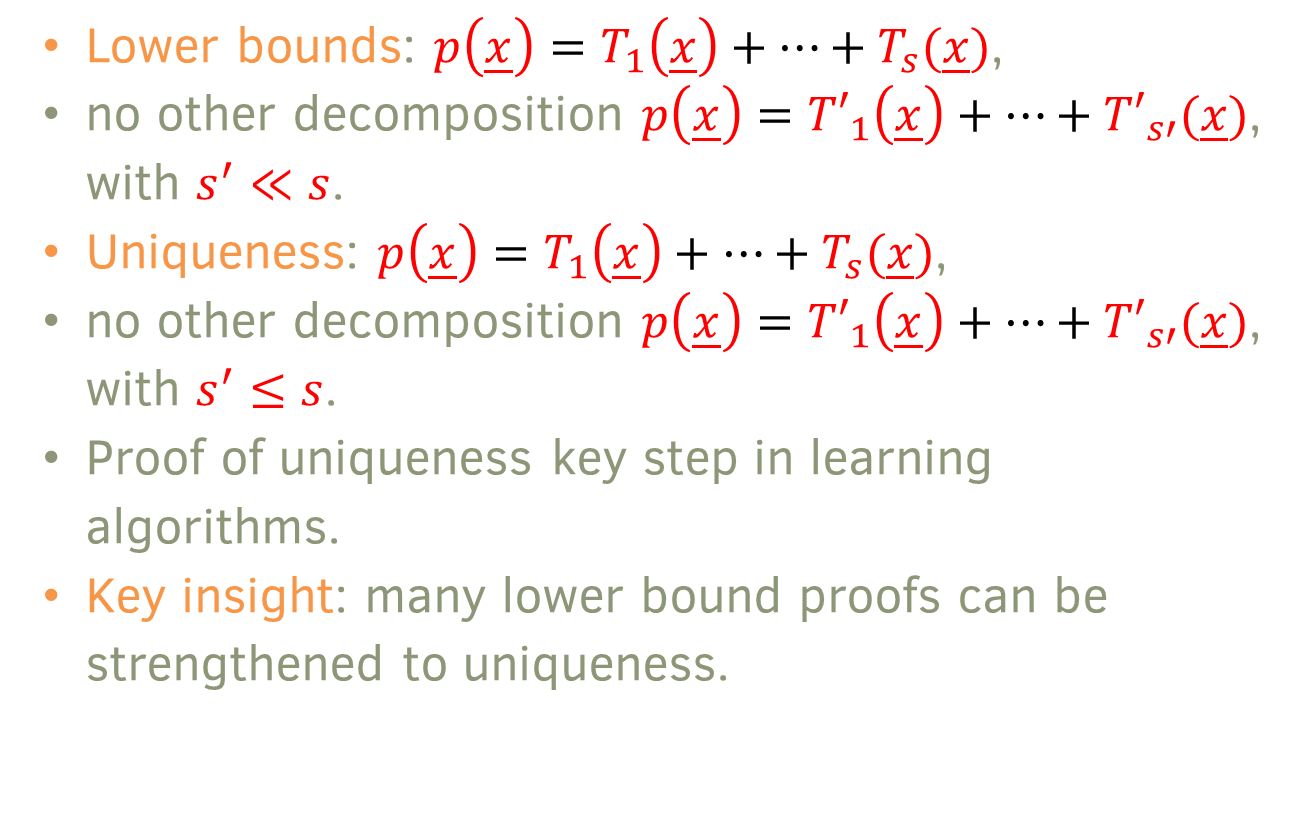 • Lower bounds: p(x) = T₁(x) + ⋯ + Tₛ(x),
• no other decomposition p(x) = T′₁(x) + ⋯ + T′ₛ′(x),
with s′ ≪ s.
• Uniqueness: p(x) = T₁(x) + ⋯ + Tₛ(x),
• no other decomposition p(x) = T′₁(x) + ⋯ + T′ₛ′(x),
with s′ ≤ s.
• Proof of uniqueness key step in learning
algorithms.
• Key insight: many lower bound proofs can be
strengthened to uniqueness.